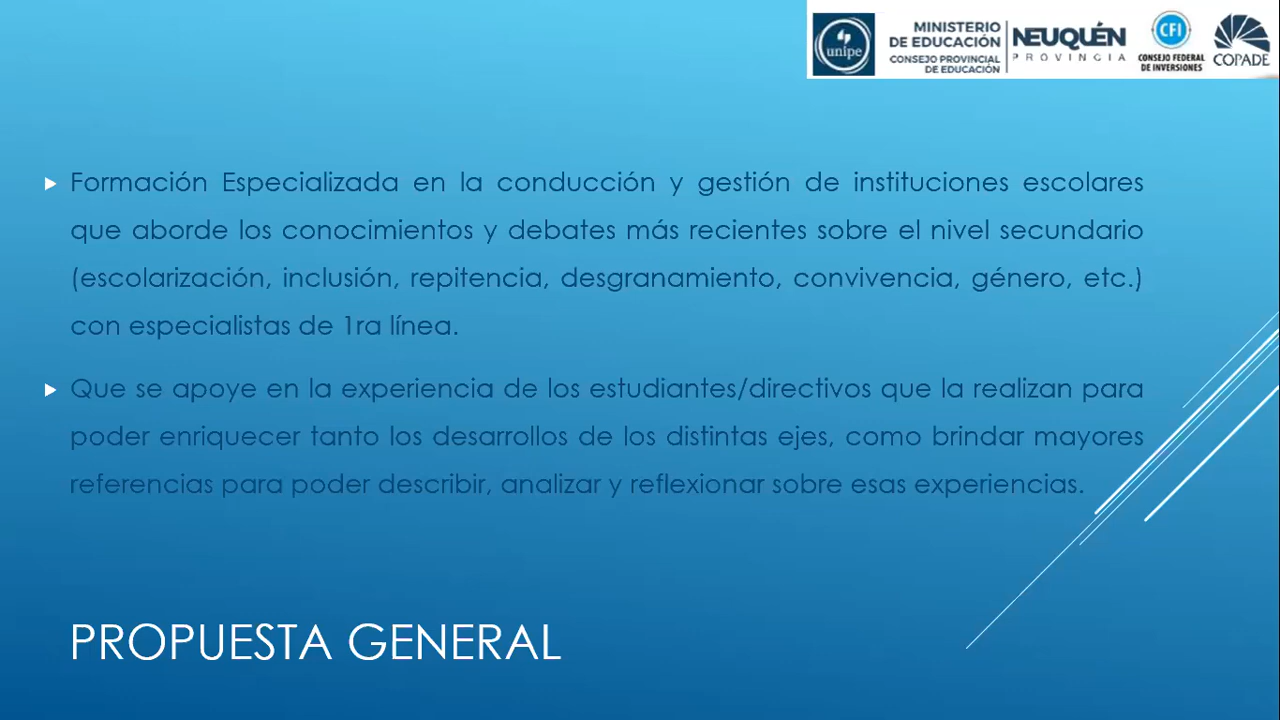 unipe
MINISTERIO
DE EDUCACIÓN
CONSEJO PROVINCIAL
DE EDUCACIÓN
NEUQUÉN
PROVINCIA
CFI
CONSEJO FEDERAL
DE INVERSIONES
COPADE
Formación Especializada en la conducción y gestión de instituciones escolares
que aborde los conocimientos y debates más recientes sobre el nivel secundario
(escolarización, inclusión, repitencia, desgranamiento, convivencia, género, etc.)
con especialistas de 1ra línea.
Que se apoye en la experiencia de los estudiantes/directivos que la realizan para
poder enriquecer tanto los desarrollos de los distintas ejes, como brindar mayores
referencias para poder describir, analizar y reflexionar sobre esas experiencias.
PROPUESTA GENERAL